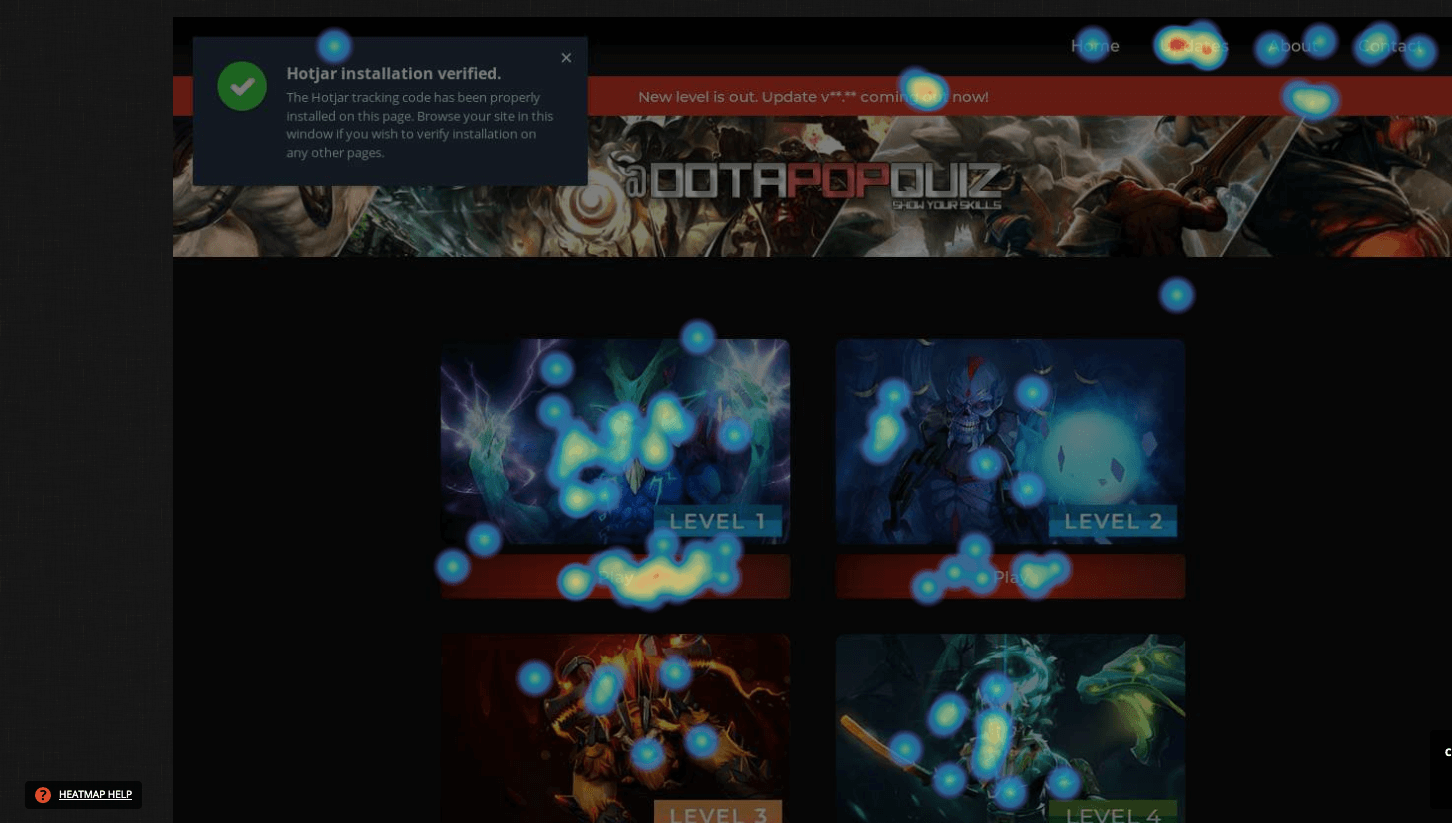 Home Updates About Contact
Hotjar installation verified.
The Hotjar tracking code has been properly
installed on this page. Browse your site in this
window if you wish to verify installation on
any other pages.
New level is out. Update v**.** coming out now!
DOTAPOPQUIZ
SHOW YOUR SKILLS
LEVEL 1
LEVEL 2
Play
Play
LEVEL 3
LEVEL 4
? HEATMAP HELP